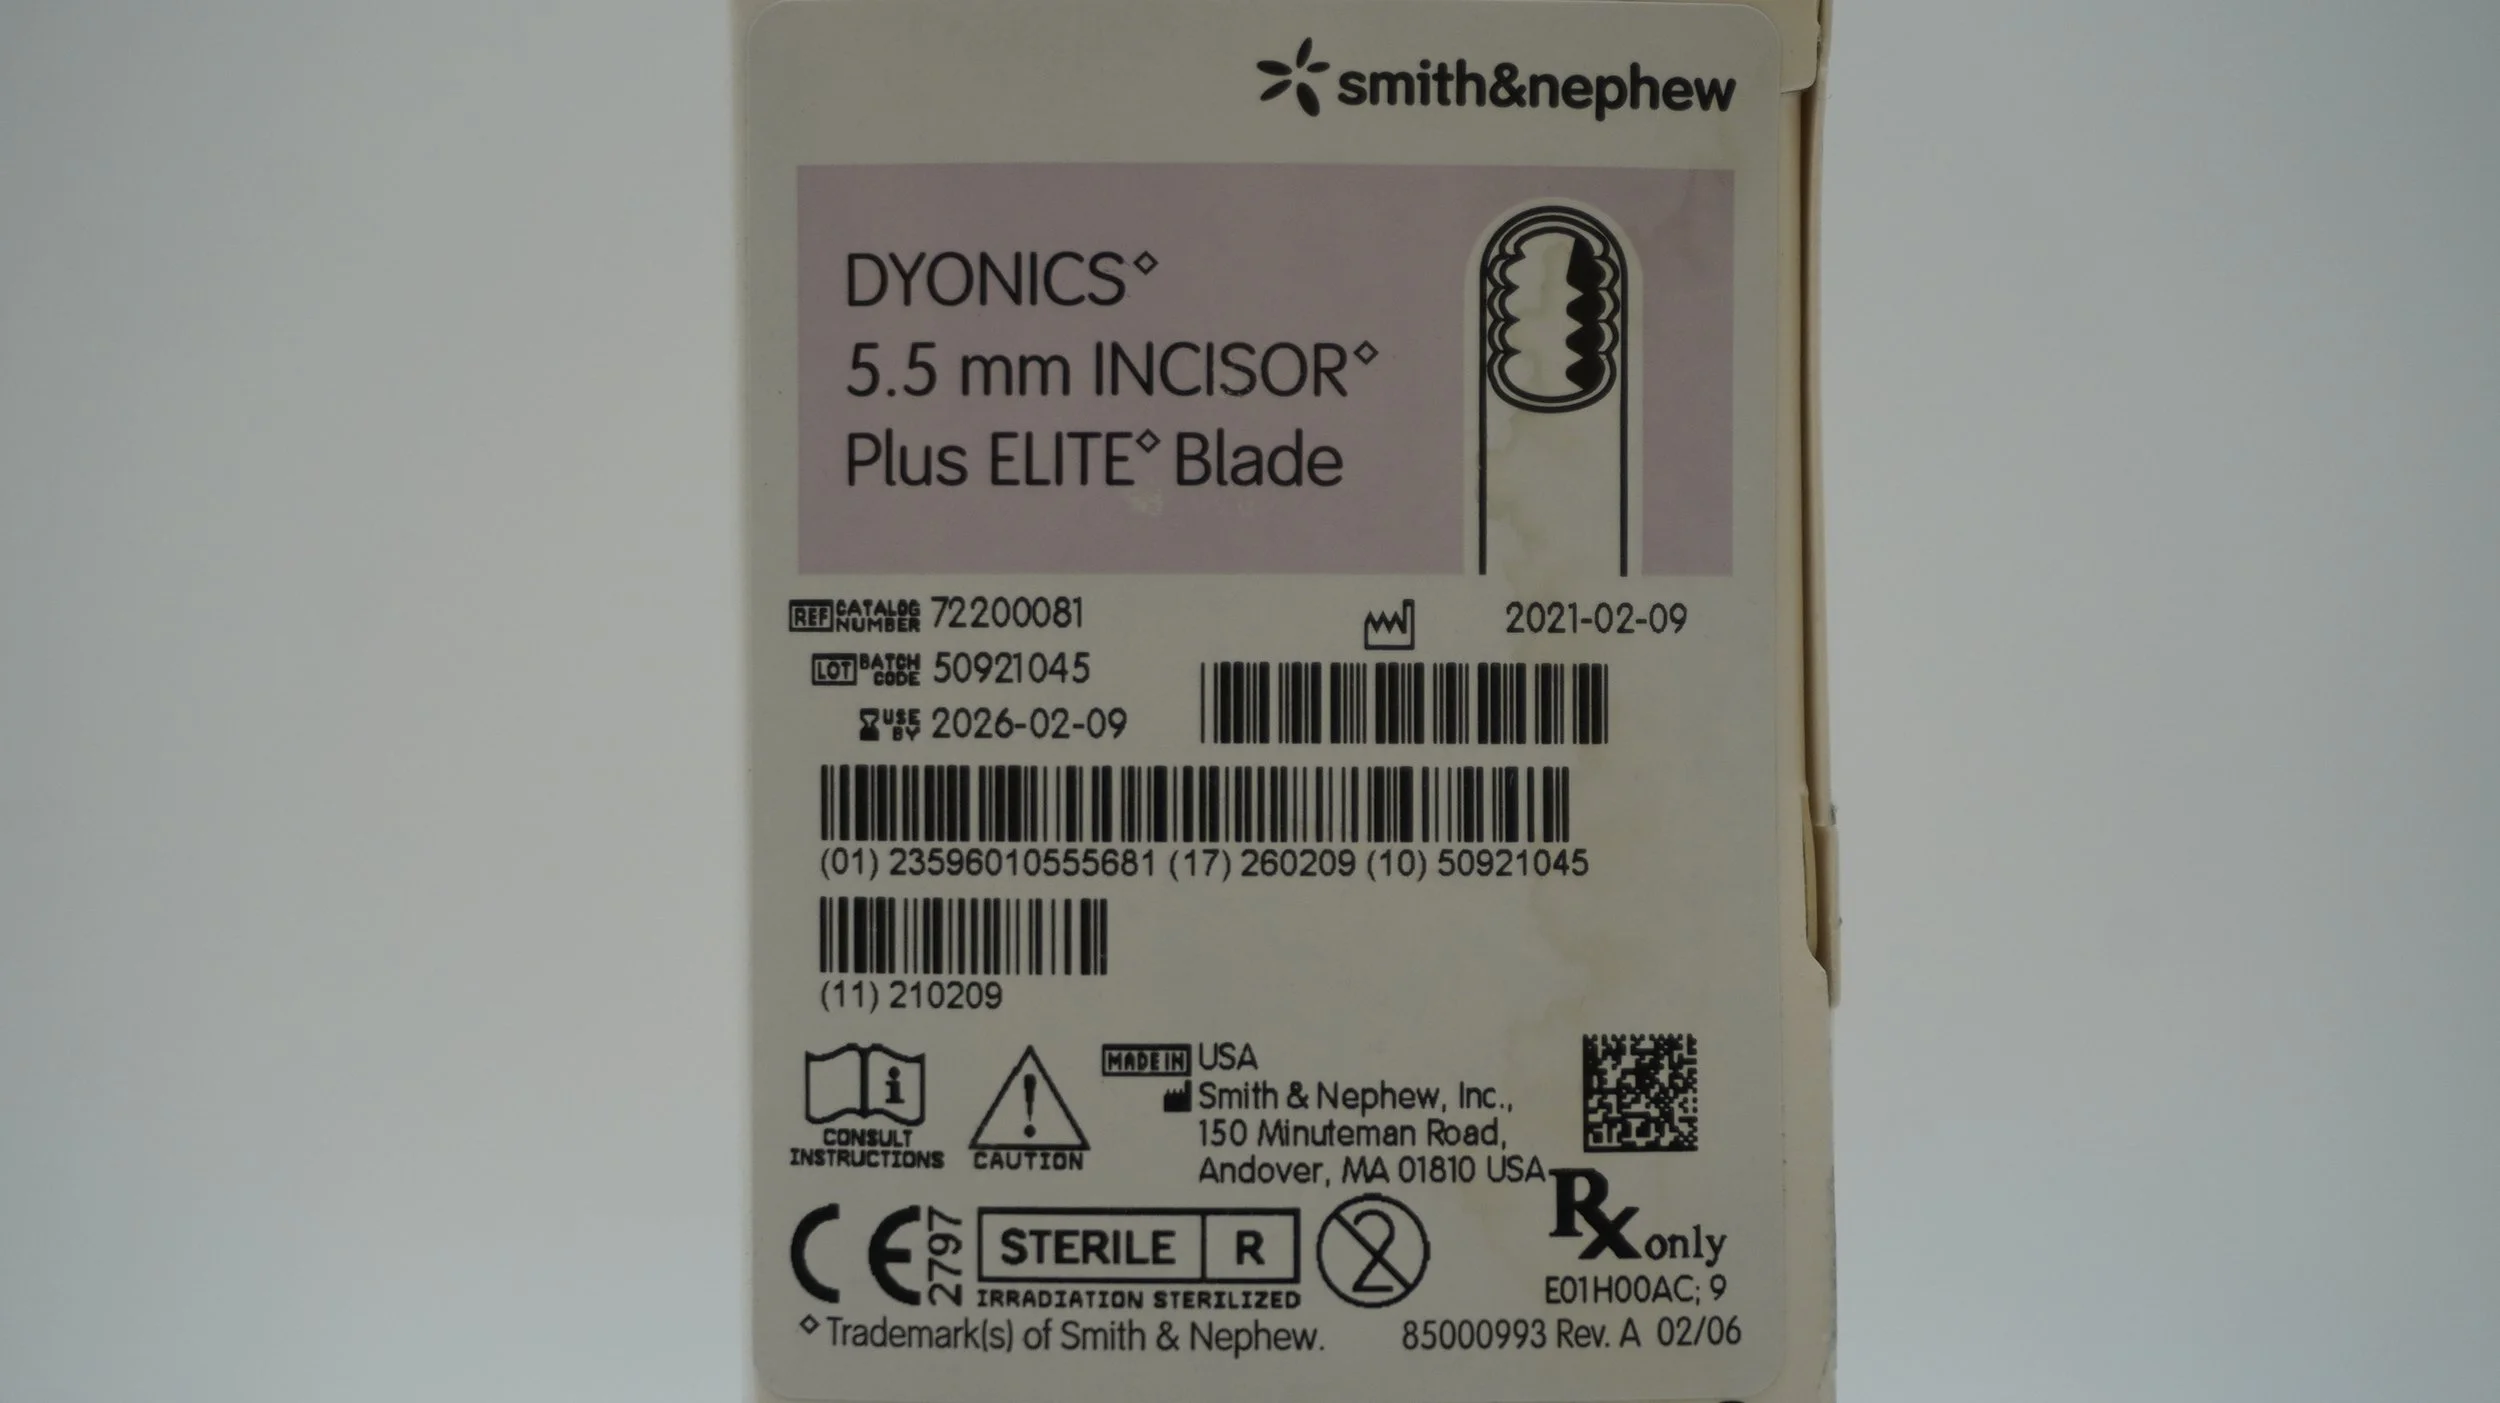 smith&nephew
DYONICS◇
5.5 mm INCISOR◇
Plus ELITE◇ Blade
REF CATALOG NUMBER 72200081
2021-02-09
LOT BATCH CODE 50921045
USE BY 2026-02-09
(01) 23596010555681 (17) 260209 (10) 50921045
(11) 210209
CONSULT
INSTRUCTIONS
CAUTION
MADE IN USA
Smith & Nephew, Inc.,
150 Minuteman Road,
Andover, MA 01810 USA
Rx only
CE 2797
STERILE R
IRRADIATION STERILIZED
2
E01H00AC; 9
◇ Trademark(s) of Smith & Nephew.
85000993 Rev. A 02/06